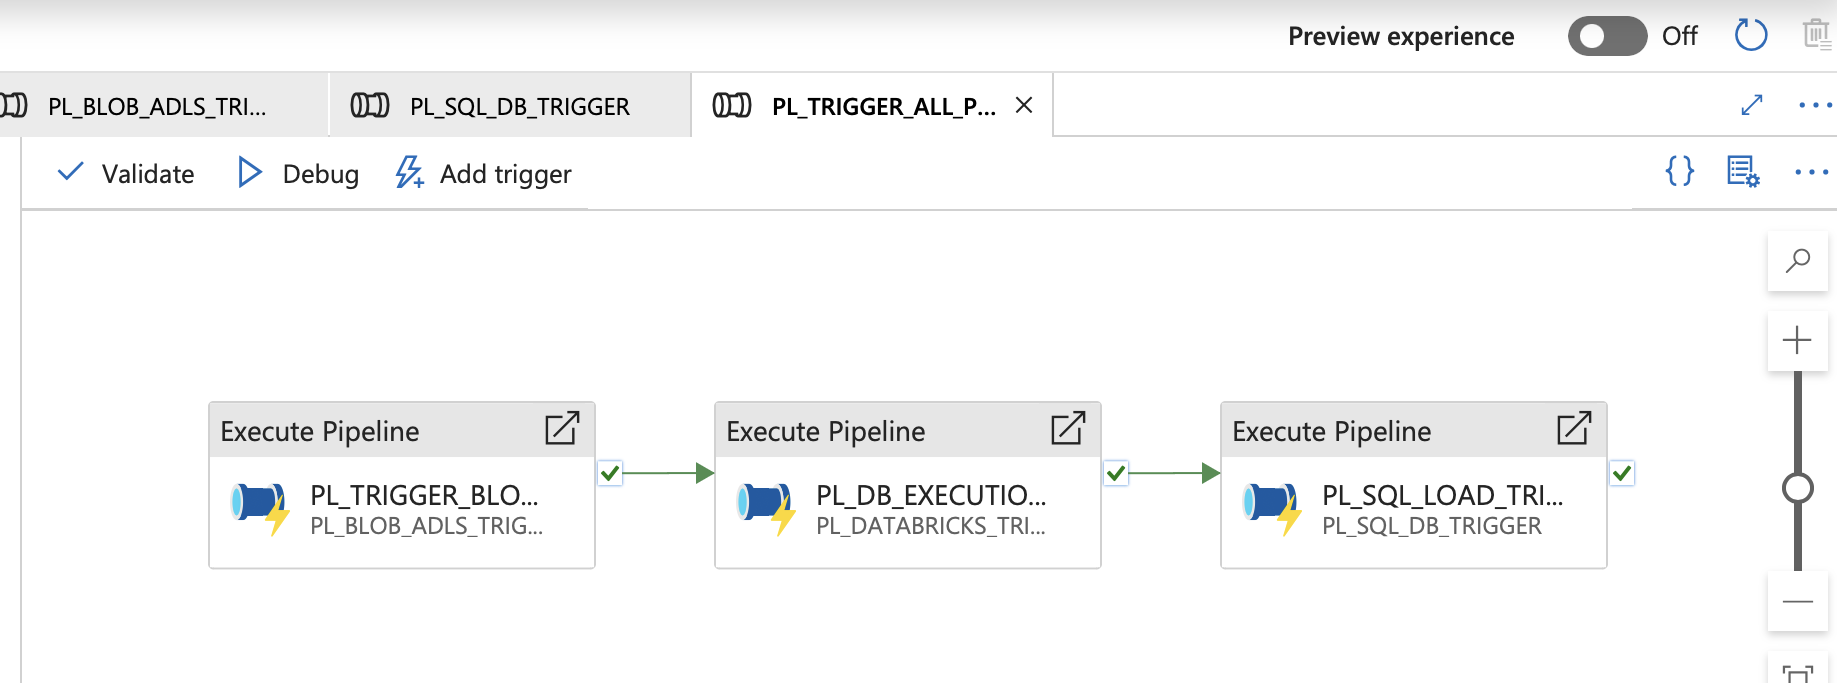 Preview experience Off
PL_BLOB_ADLS_TRI... PL_SQL_DB_TRIGGER PL_TRIGGER_ALL_P...
Validate Debug Add trigger
Execute Pipeline Execute Pipeline Execute Pipeline
PL_TRIGGER_BLO... PL_DB_EXECUTIO... PL_SQL_LOAD_TRI...
PL_BLOB_ADLS_TRIG... PL_DATABRICKS_TRI... PL_SQL_DB_TRIGGER